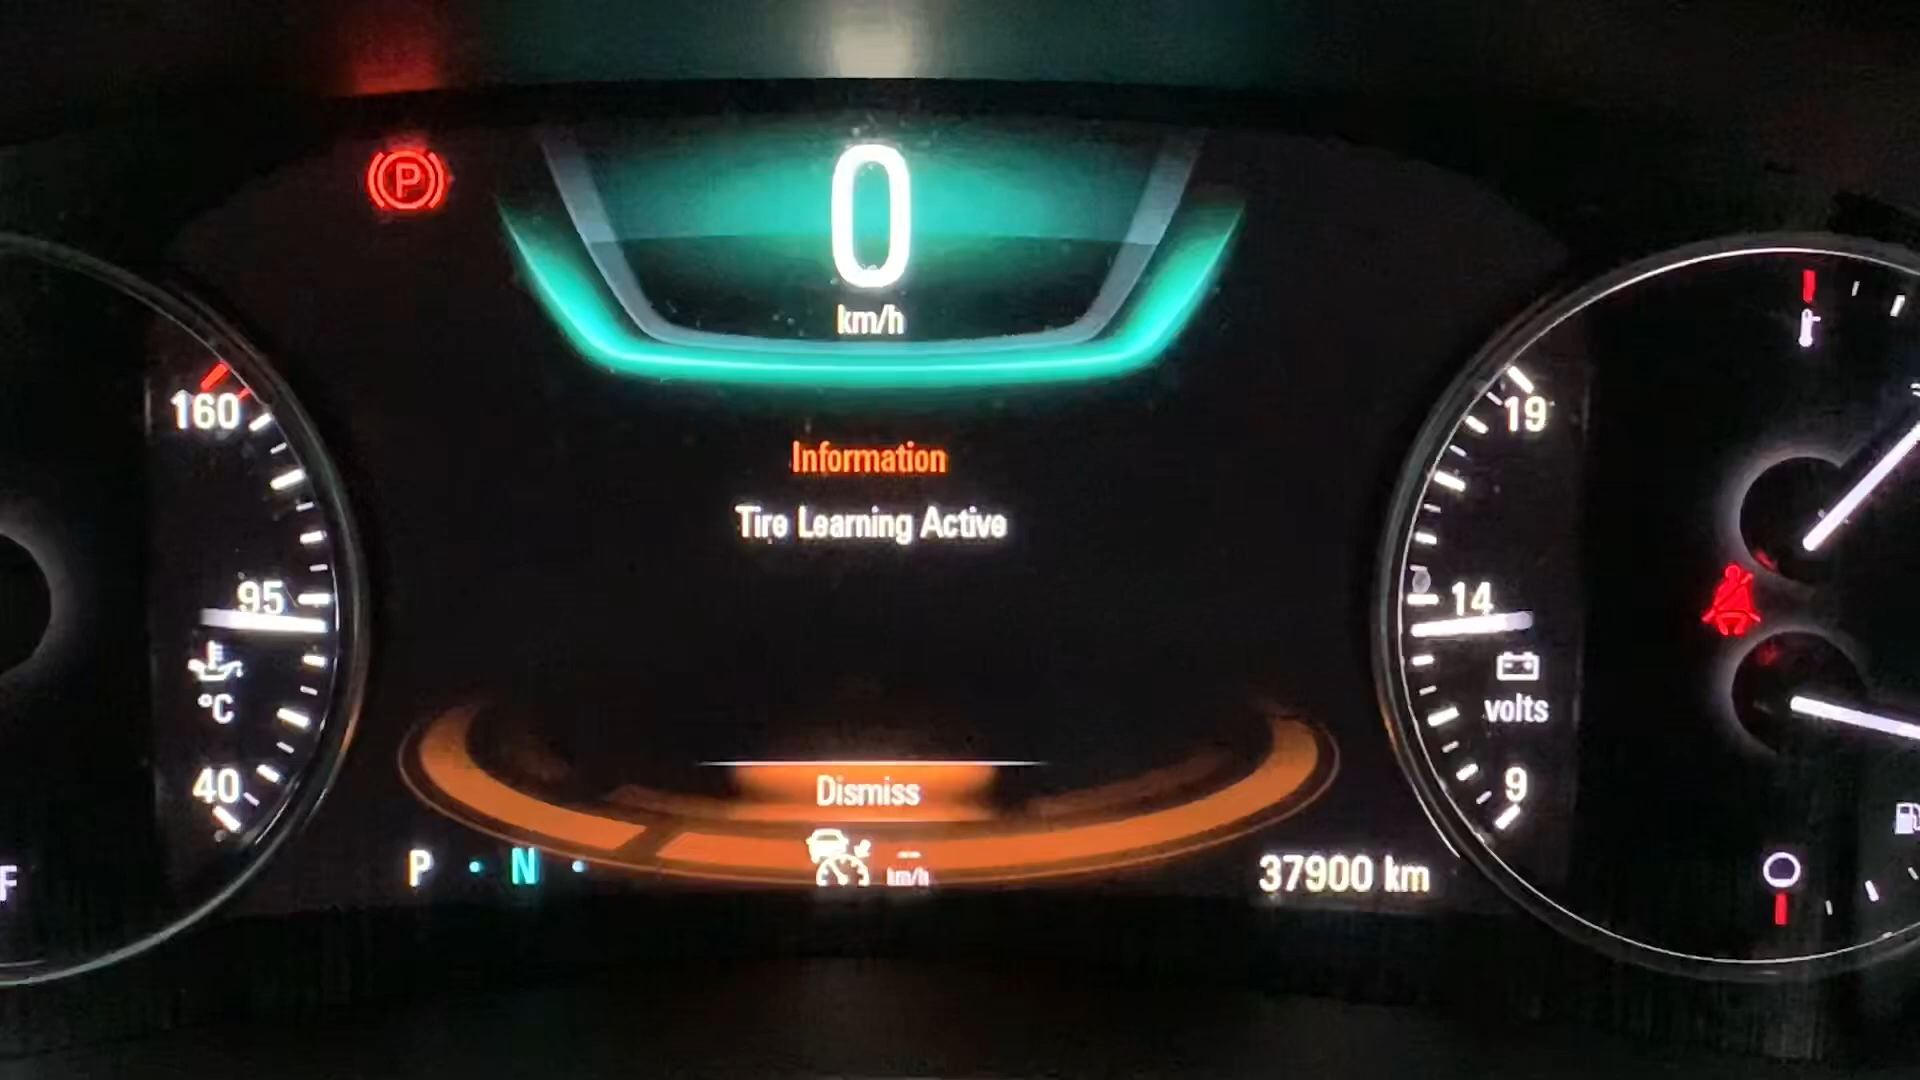 P
0
km/h
160
95
°C
40
F
Information
Tire Learning Active
Dismiss
P · N ·
-- km/h
37900 km
19
14
volts
9